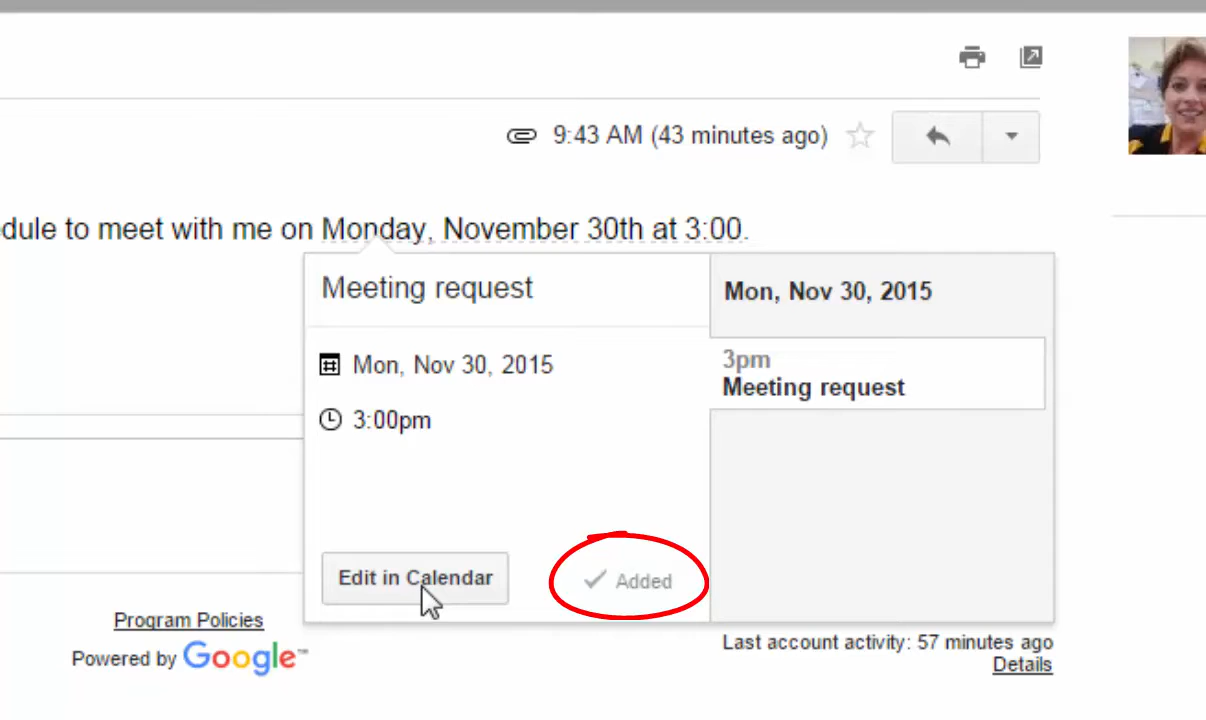 9:43 AM (43 minutes ago)
dule to meet with me on Monday, November 30th at 3:00.
Meeting request
Mon, Nov 30, 2015
3:00pm
Edit in Calendar
Added
Mon, Nov 30, 2015
3pm
Meeting request
Program Policies
Powered by Google™
Last account activity: 57 minutes ago
Details